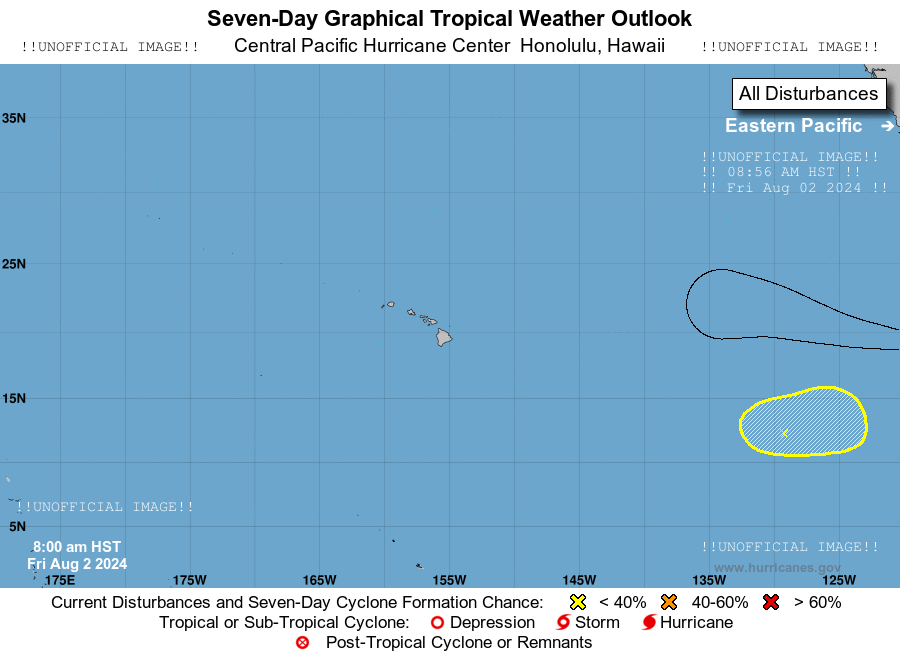 Seven-Day Graphical Tropical Weather Outlook
!!UNOFFICIAL IMAGE!! Central Pacific Hurricane Center Honolulu, Hawaii !!UNOFFICIAL IMAGE!!
All Disturbances
35N
Eastern Pacific
!!UNOFFICIAL IMAGE!!
!! 08:56 AM HST !!
!! Fri Aug 02 2024 !!
25N
15N
!!UNOFFICIAL IMAGE!!
5N
8:00 am HST
Fri Aug 2 2024
!!UNOFFICIAL IMAGE!!
www.hurricanes.gov
175E 175W 165W 155W 145W 135W 125W
Current Disturbances and Seven-Day Cyclone Formation Chance: < 40% 40-60% > 60%
Tropical or Sub-Tropical Cyclone: Depression Storm Hurricane
Post-Tropical Cyclone or Remnants